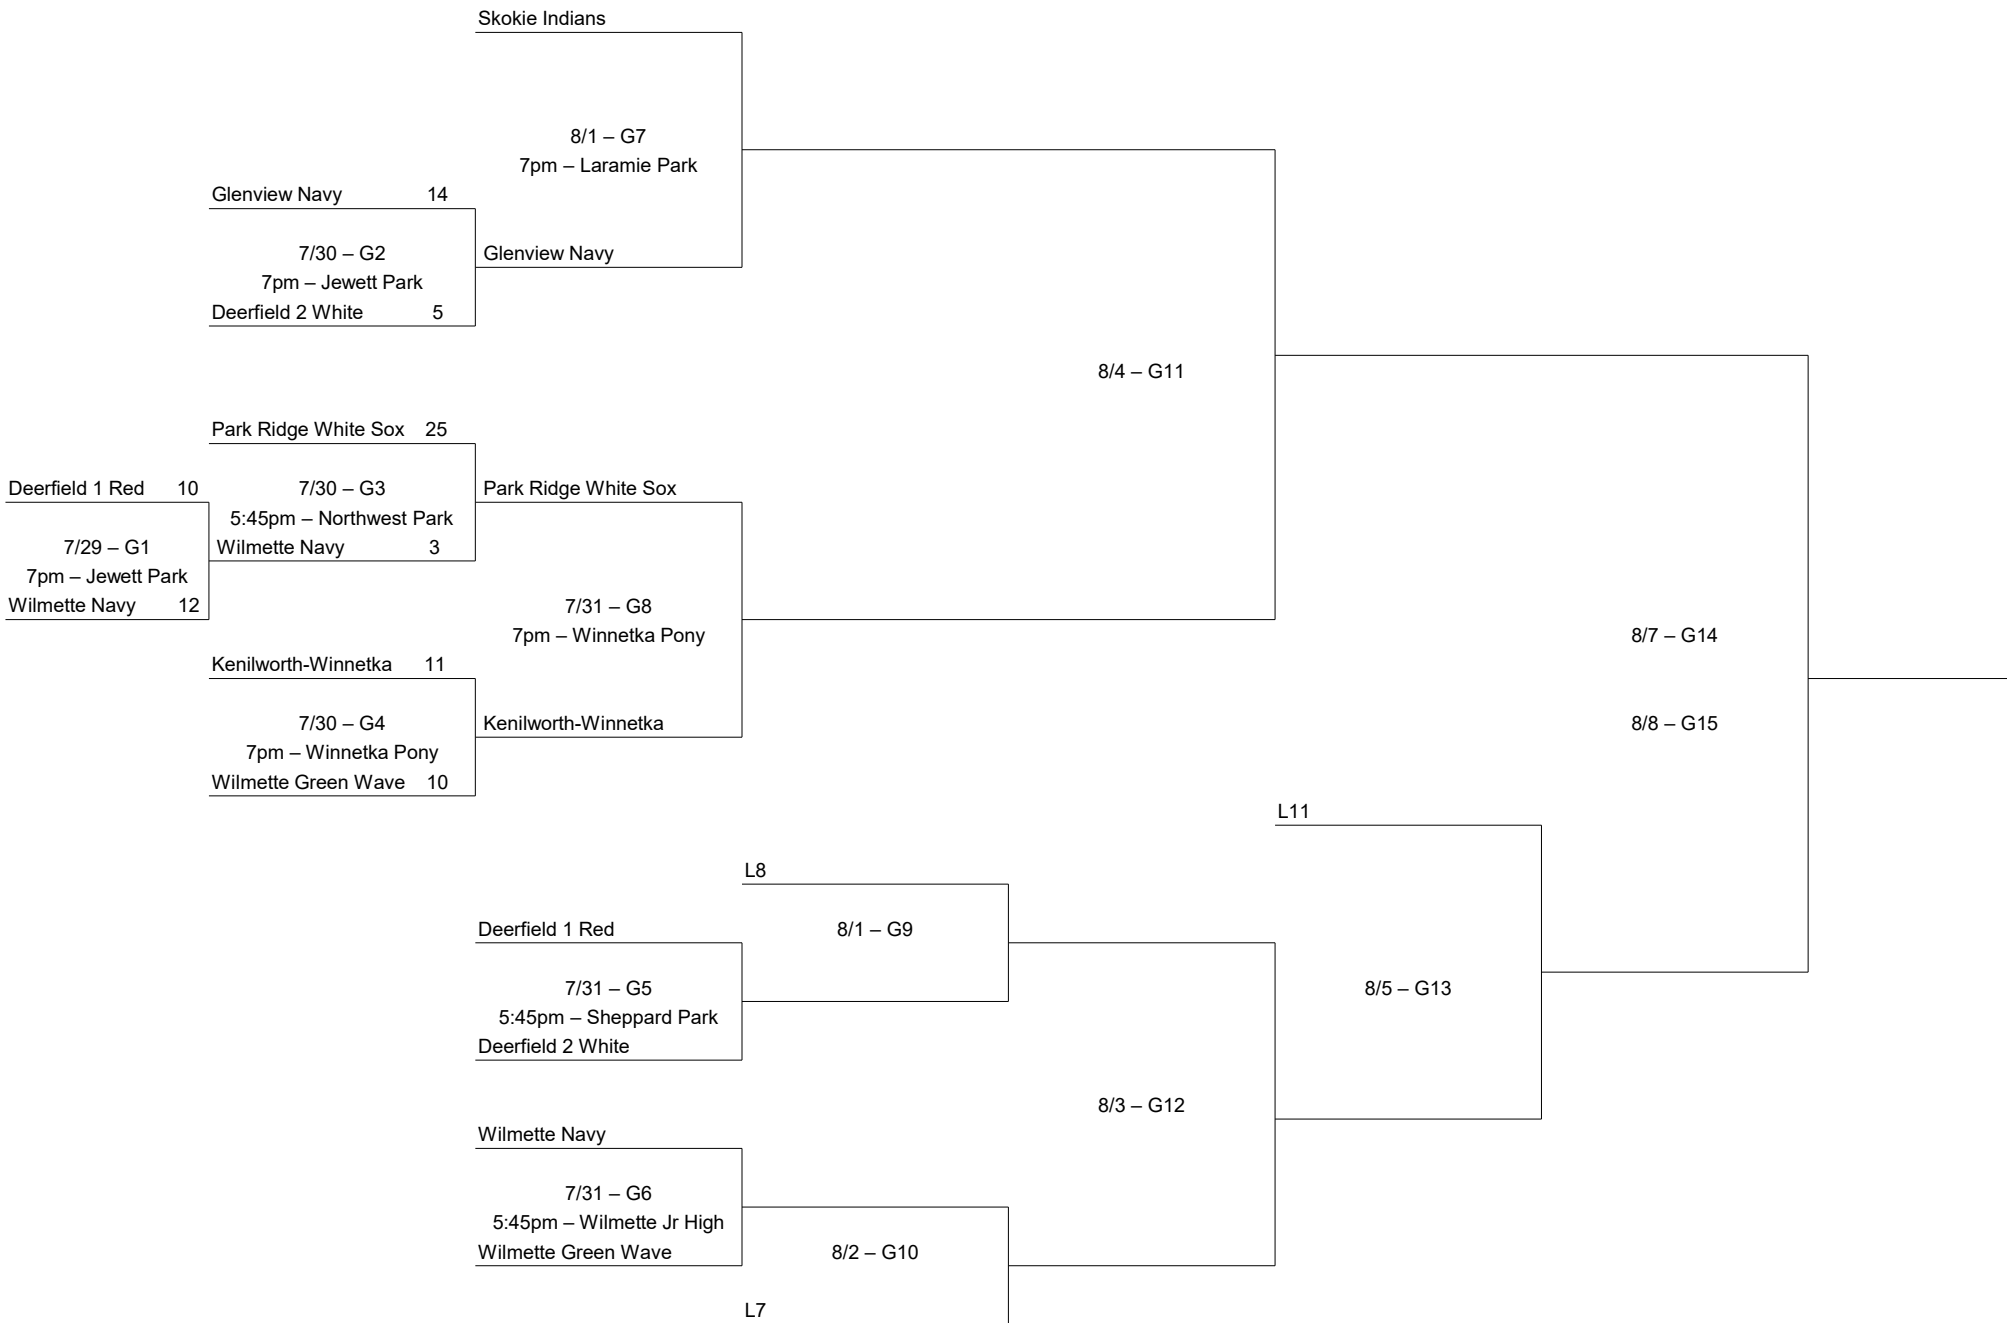 Skokie Indians
8/1 – G7
7pm – Laramie Park
Glenview Navy 14
7/30 – G2
7pm – Jewett Park
Deerfield 2 White 5
Glenview Navy
8/4 – G11
Park Ridge White Sox 25
7/30 – G3
5:45pm – Northwest Park
Wilmette Navy 3
Deerfield 1 Red 10
7/29 – G1
7pm – Jewett Park
Wilmette Navy 12
Park Ridge White Sox
7/31 – G8
7pm – Winnetka Pony
Kenilworth-Winnetka 11
7/30 – G4
7pm – Winnetka Pony
Wilmette Green Wave 10
Kenilworth-Winnetka
8/7 – G14
8/8 – G15
L11
L8
8/1 – G9
Deerfield 1 Red
7/31 – G5
5:45pm – Sheppard Park
Deerfield 2 White
8/5 – G13
8/3 – G12
Wilmette Navy
7/31 – G6
5:45pm – Wilmette Jr High
Wilmette Green Wave
8/2 – G10
L7